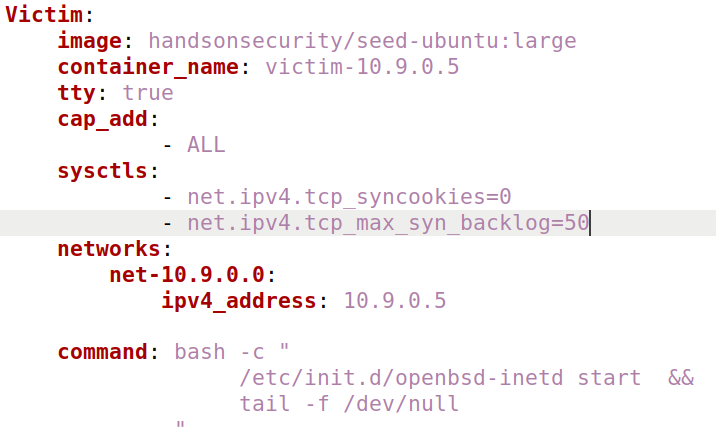 Victim:
    image: handsonsecurity/seed-ubuntu:large
    container_name: victim-10.9.0.5
    tty: true
    cap_add:
            - ALL
    sysctls:
            - net.ipv4.tcp_syncookies=0
            - net.ipv4.tcp_max_syn_backlog=50
    networks:
        net-10.9.0.0:
            ipv4_address: 10.9.0.5

    command: bash -c "
                  /etc/init.d/openbsd-inetd start  &&
                  tail -f /dev/null
             "